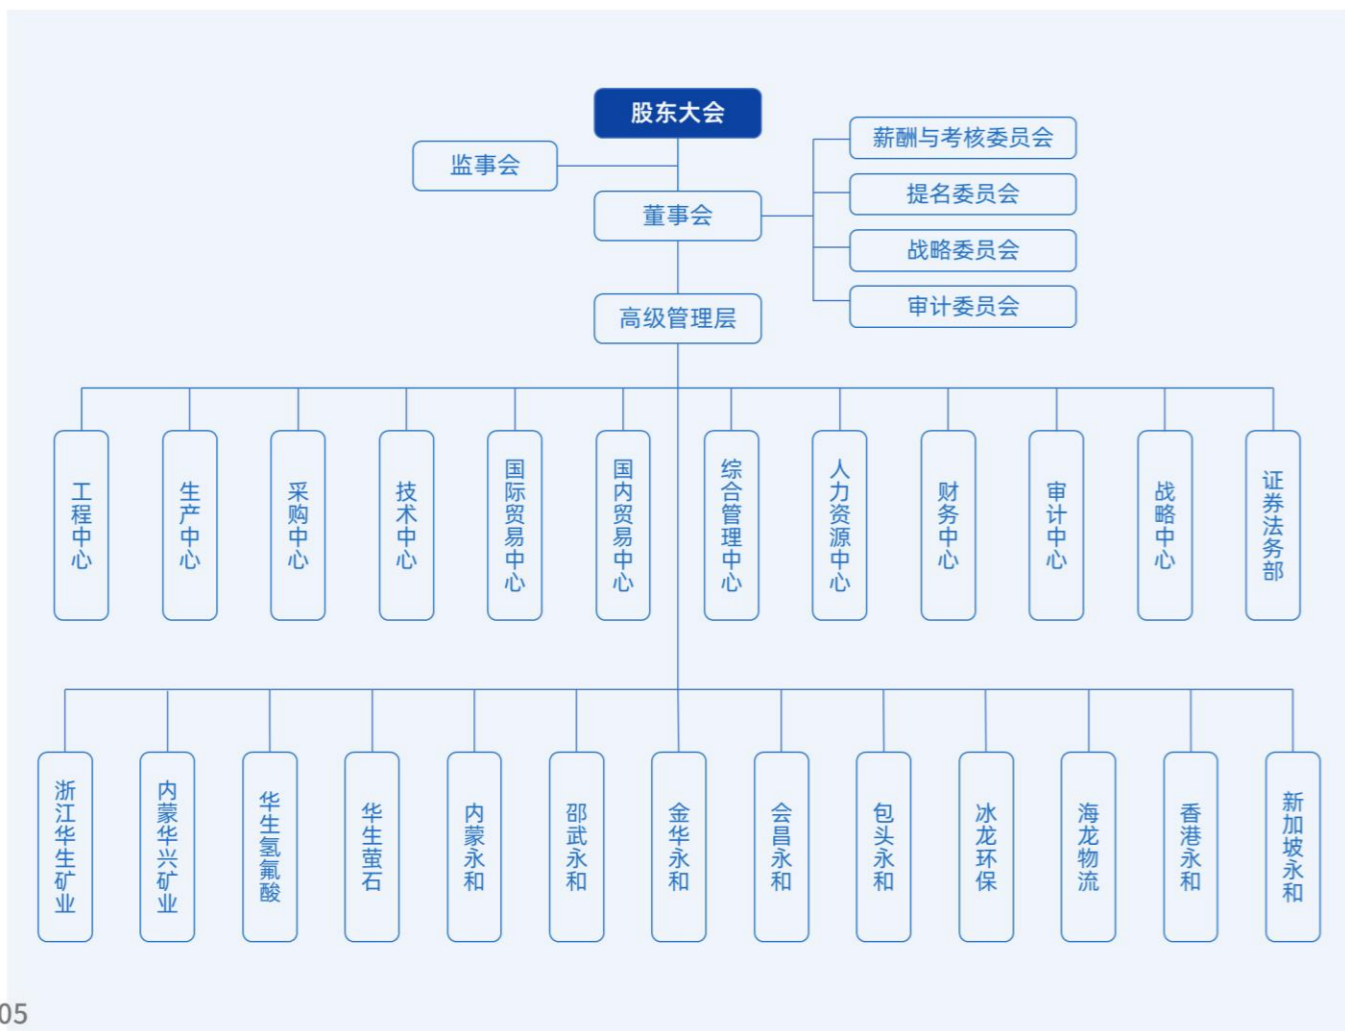 股东大会
监事会
董事会
高级管理层
薪酬与考核委员会
提名委员会
战略委员会
审计委员会
工程中心
生产中心
采购中心
技术中心
国际贸易中心
国内贸易中心
综合管理中心
人力资源中心
财务中心
审计中心
战略中心
证券法务部
浙江华生矿业
内蒙华兴矿业
华生氢氟酸
华生萤石
内蒙永和
邵武永和
金华永和
会昌永和
包头永和
冰龙环保
海龙物流
香港永和
新加坡永和
05